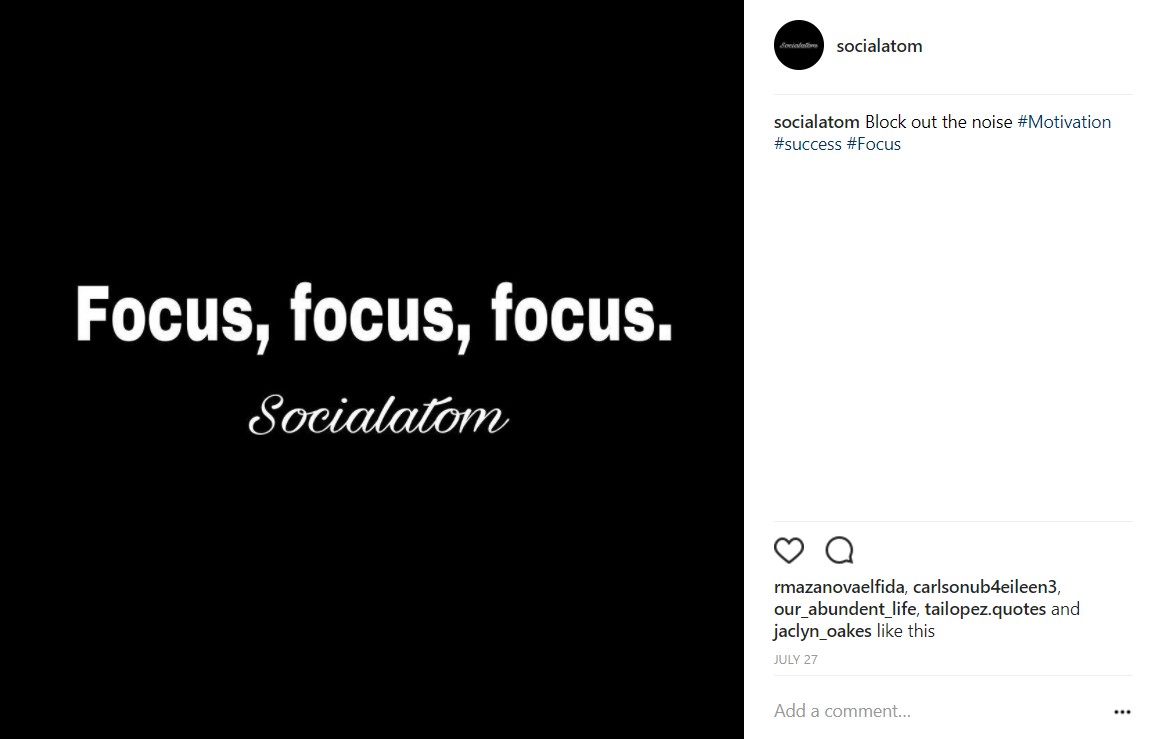 Focus, focus, focus.
Socialatom
Socialatom
socialatom
socialatom Block out the noise #Motivation
#success #Focus
rmazanovaelfida, carlsonub4eileen3,
our_abundent_life, tailopez.quotes and
jaclyn_oakes like this
JULY 27
Add a comment...